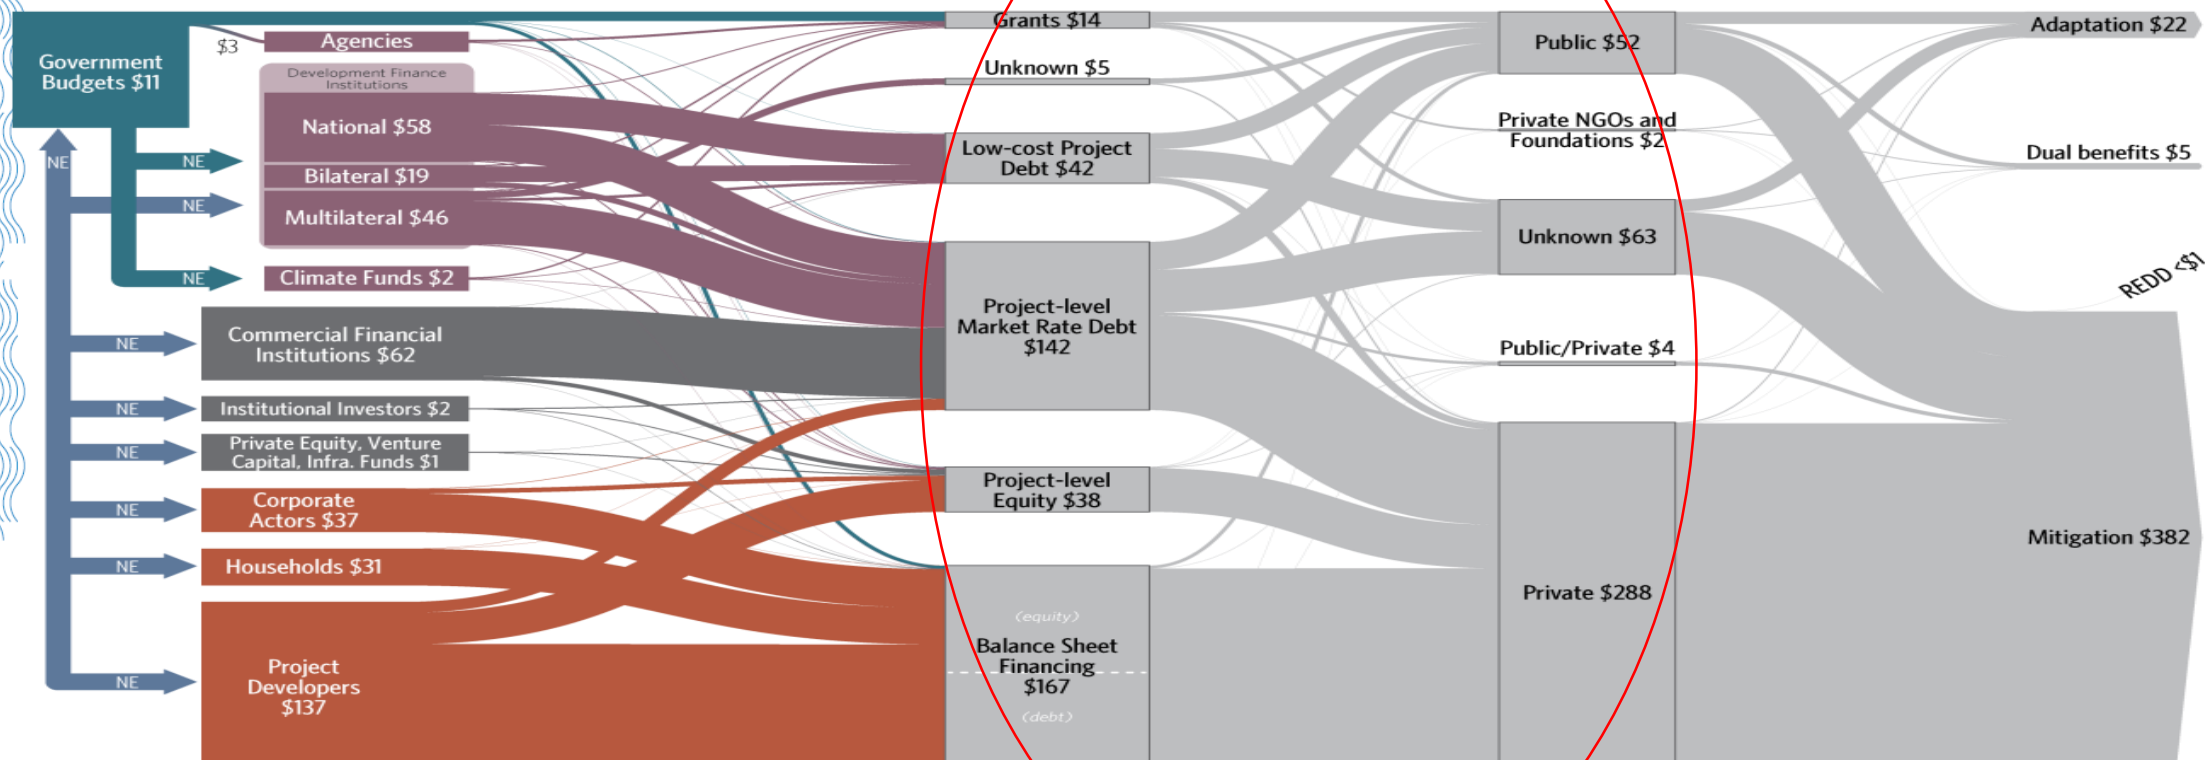 Government
Budgets $11
$3
Agencies
Development Finance
Institutions
National $58
Bilateral $19
Multilateral $46
Climate Funds $2
Commercial Financial
Institutions $62
Institutional Investors $2
Private Equity, Venture
Capital, Infra. Funds $1
Corporate
Actors $37
Households $31
Project
Developers
$137
NE
NE
NE
NE
NE
NE
NE
NE
NE
NE
Grants $14
Unknown $5
Low-cost Project
Debt $42
Project-level
Market Rate Debt
$142
Project-level
Equity $38
(equity)
Balance Sheet
Financing
$167
(debt)
Public $52
Private NGOs and
Foundations $2
Unknown $63
Public/Private $4
Private $288
Adaptation $22
Dual benefits $5
REDD <$1
Mitigation $382